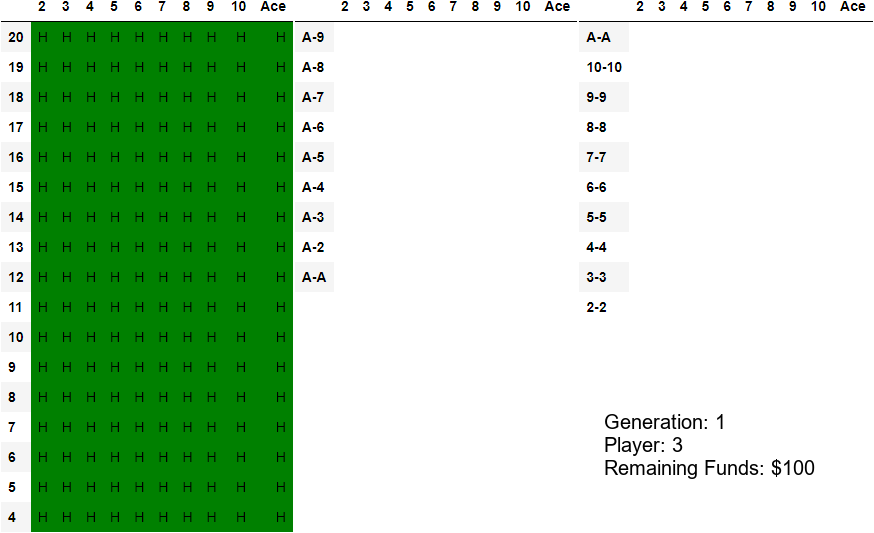 2 3 4 5 6 7 8 9 10 Ace 2 3 4 5 6 7 8 9 10 Ace 2 3 4 5 6 7 8 9 10 Ace
20 H H H H H H H H H H A-9 A-A
19 H H H H H H H H H H A-8 10-10
18 H H H H H H H H H H A-7 9-9
17 H H H H H H H H H H A-6 8-8
16 H H H H H H H H H H A-5 7-7
15 H H H H H H H H H H A-4 6-6
14 H H H H H H H H H H A-3 5-5
13 H H H H H H H H H H A-2 4-4
12 H H H H H H H H H H A-A 3-3
11 H H H H H H H H H H 2-2
10 H H H H H H H H H H
9 H H H H H H H H H H
8 H H H H H H H H H H
7 H H H H H H H H H H
6 H H H H H H H H H H
5 H H H H H H H H H H
4 H H H H H H H H H H
Generation: 1
Player: 3
Remaining Funds: $100